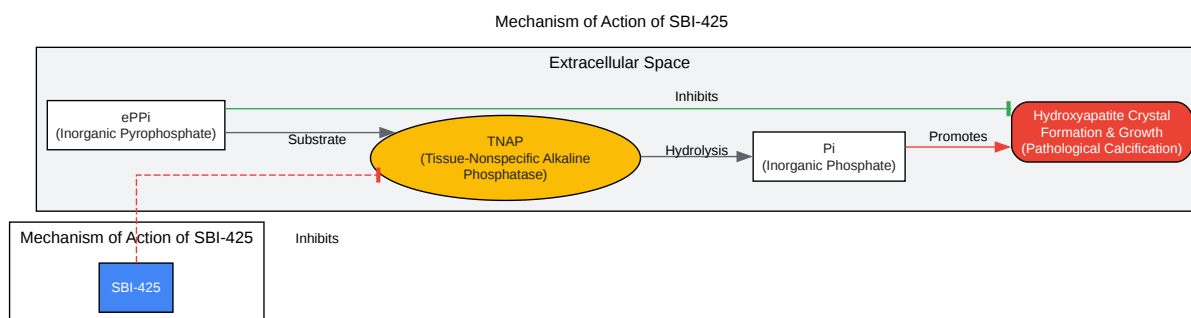 Mechanism of Action of SBI-425
Extracellular Space
ePPi
(Inorganic Pyrophosphate)
Inhibits
Substrate
TNAP
(Tissue-Nonspecific Alkaline
Phosphatase)
Hydrolysis
Pi
(Inorganic Phosphate)
Promotes
Hydroxyapatite Crystal
Formation & Growth
(Pathological Calcification)
Mechanism of Action of SBI-425
Inhibits
SBI-425